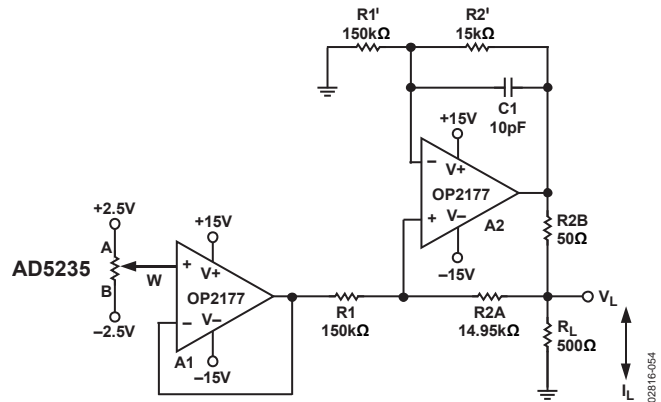 R1'
150kΩ
R2'
15kΩ
C1
10pF
+15V
–
V+
OP2177
+
V–
A2
–15V
R2B
50Ω
+2.5V
A
AD5235
B
W
–2.5V
+15V
+
V+
OP2177
–
V–
A1
–15V
R1
150kΩ
R2A
14.95kΩ
VL
RL
500Ω
IL
02816-054